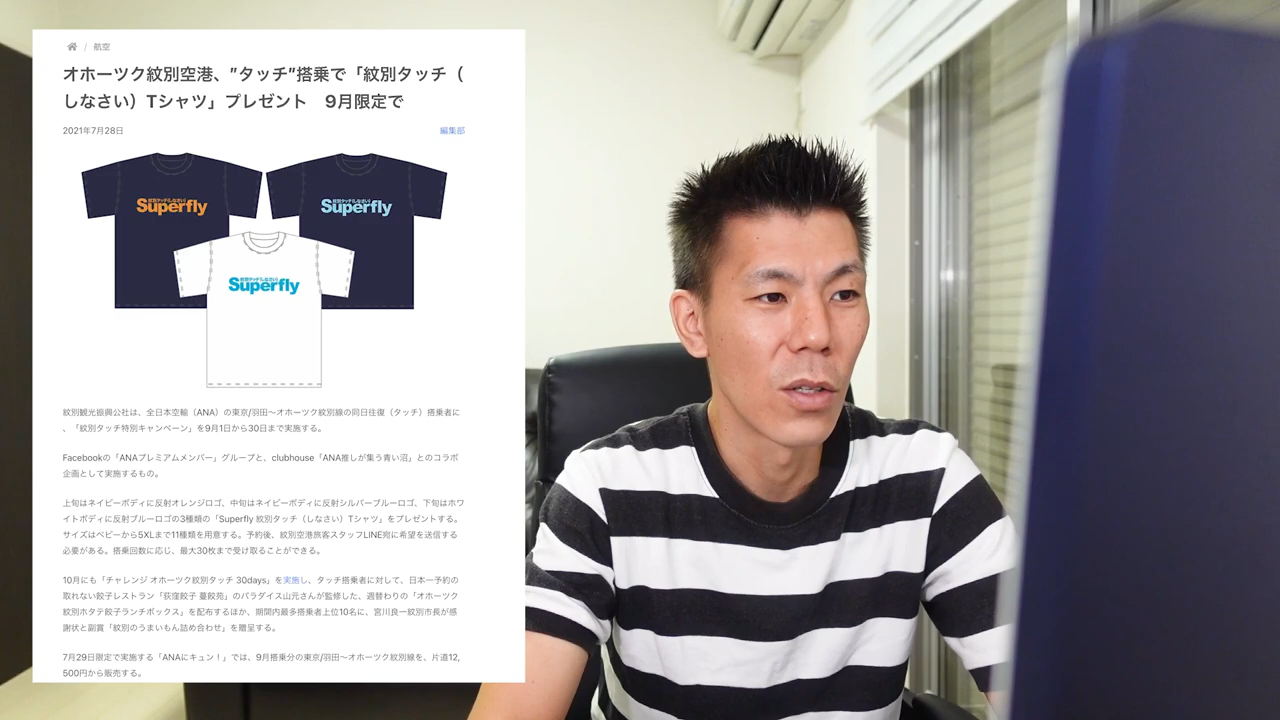 / 航空
オホーツク紋別空港、”タッチ”搭乗で「紋別タッチ（
しなさい）Tシャツ」プレゼント　9月限定で
2021年7月28日
編集部
紋別タッチ(しなさい)
Superfly
紋別タッチ(しなさい)
Superfly
紋別タッチ(しなさい)
Superfly
紋別観光振興公社は、全日本空輸（ANA）の東京/羽田〜オホーツク紋別線の同日往復（タッチ）搭乗者に
、「紋別タッチ特別キャンペーン」を9月1日から30日まで実施する。
Facebookの「ANAプレミアムメンバー」グループと、clubhouse「ANA推しが集う青い沼」とのコラボ
企画として実施するもの。
上旬はネイビーボディに反射オレンジロゴ、中旬はネイビーボディに反射シルバーブルーロゴ、下旬はホワ
イトボディに反射ブルーロゴの3種類の「Superfly 紋別タッチ（しなさい）Tシャツ」をプレゼントする。
サイズはベビーから5XLまで11種類を用意する。予約後、紋別空港旅客スタッフLINE宛に希望を送信する
必要がある。搭乗回数に応じ、最大30枚まで受け取ることができる。
10月にも「チャレンジ オホーツク紋別タッチ 30days」を実施し、タッチ搭乗者に対して、日本一予約の
取れない餃子レストラン「荻窪餃子 蔓餃苑」のパラダイス山元さんが監修した、週替わりの「オホーツク
紋別ホタテ餃子ランチボックス」を配布するほか、期間内最多搭乗者上位10名に、宮川良一紋別市長が感
謝状と副賞「紋別のうまいもん詰め合わせ」を贈呈する。
7月29日限定で実施する「ANAにキュン！」では、9月搭乗分の東京/羽田〜オホーツク紋別線を、片道12,
500円から販売する。